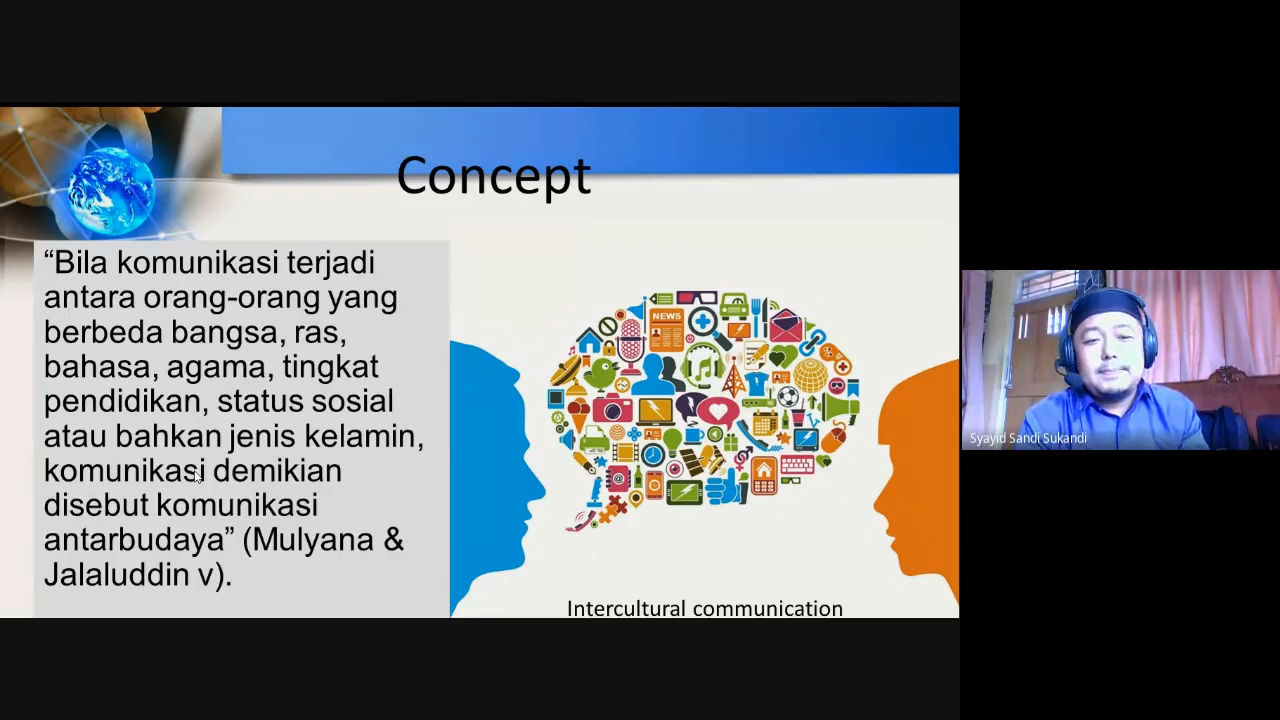 Concept
“Bila komunikasi terjadi
antara orang-orang yang
berbeda bangsa, ras,
bahasa, agama, tingkat
pendidikan, status sosial
atau bahkan jenis kelamin,
komunikasi demikian
disebut komunikasi
antarbudaya” (Mulyana &
Jalaluddin v).
NEWS
Intercultural communication
Syayid Sandi Sukandi